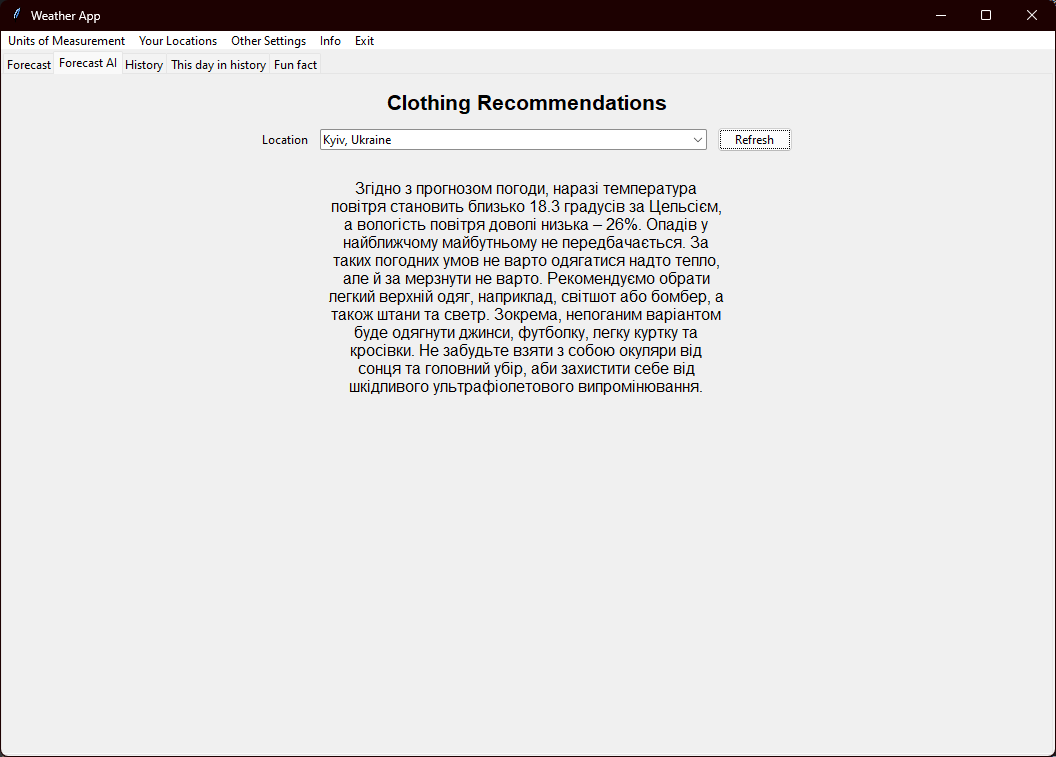 Weather App
Units of Measurement Your Locations Other Settings Info Exit
Forecast Forecast AI History This day in history Fun fact
Clothing Recommendations
Location Kyiv, Ukraine Refresh
Згідно з прогнозом погоди, наразі температура
повітря становить близько 18.3 градусів за Цельсієм,
а вологість повітря доволі низька – 26%. Опадів у
найближчому майбутньому не передбачається. За
таких погодних умов не варто одягатися надто тепло,
але й за мерзнути не варто. Рекомендуємо обрати
легкий верхній одяг, наприклад, світшот або бомбер, а
також штани та светр. Зокрема, непоганим варіантом
буде одягнути джинси, футболку, легку куртку та
кросівки. Не забудьте взяти з собою окуляри від
сонця та головний убір, аби захистити себе від
шкідливого ультрафіолетового випромінювання.